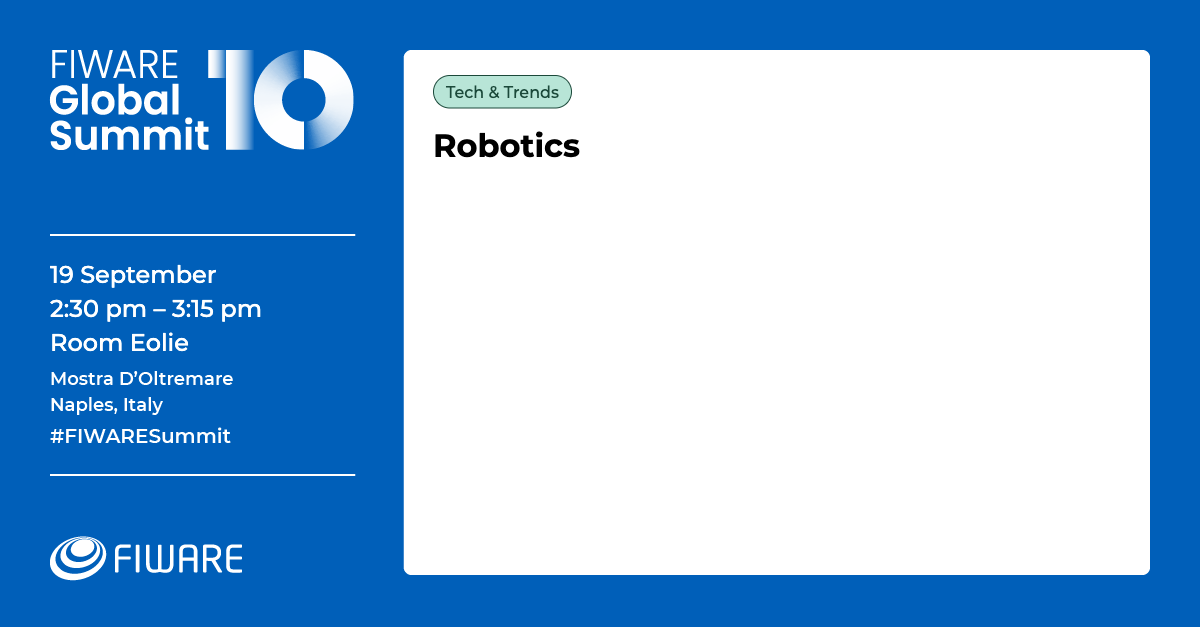 FIWARE
Global
Summit
10
19 September
2:30 pm – 3:15 pm
Room Eolie
Mostra D’Oltremare
Naples, Italy
#FIWARESummit
FIWARE
Tech & Trends
Robotics